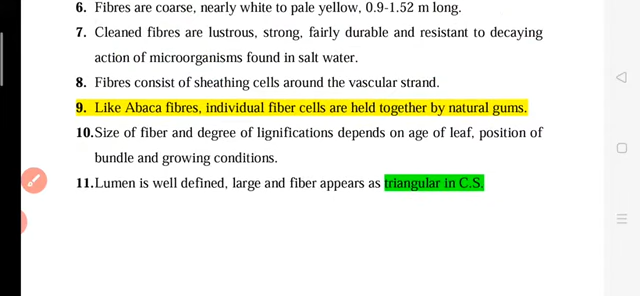 6. Fibres are coarse, nearly white to pale yellow, 0.9-1.52 m long.
7. Cleaned fibres are lustrous, strong, fairly durable and resistant to decaying
action of microorganisms found in salt water.
8. Fibres consist of sheathing cells around the vascular strand.
9. Like Abaca fibres, individual fiber cells are held together by natural gums.
10.Size of fiber and degree of lignifications depends on age of leaf, position of
bundle and growing conditions.
11.Lumen is well defined, large and fiber appears as triangular in C.S.